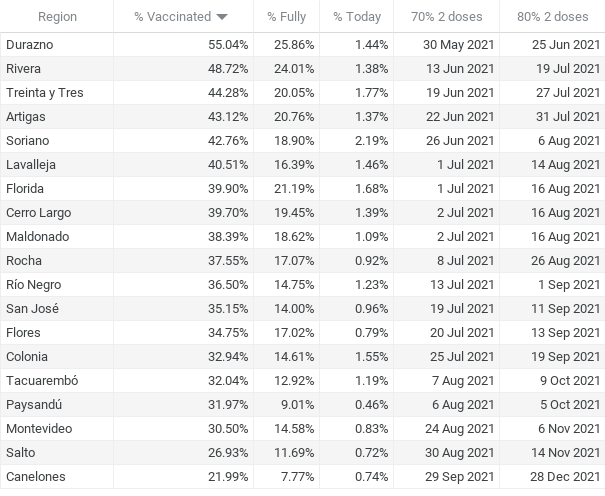 Region % Vaccinated % Fully % Today 70% 2 doses 80% 2 doses
Durazno 55.04% 25.86% 1.44% 30 May 2021 25 Jun 2021
Rivera 48.72% 24.01% 1.38% 13 Jun 2021 19 Jul 2021
Treinta y Tres 44.28% 20.05% 1.77% 19 Jun 2021 27 Jul 2021
Artigas 43.12% 20.76% 1.37% 22 Jun 2021 31 Jul 2021
Soriano 42.76% 18.90% 2.19% 26 Jun 2021 6 Aug 2021
Lavalleja 40.51% 16.39% 1.46% 1 Jul 2021 14 Aug 2021
Florida 39.90% 21.19% 1.68% 1 Jul 2021 16 Aug 2021
Cerro Largo 39.70% 19.45% 1.39% 2 Jul 2021 16 Aug 2021
Maldonado 38.39% 18.62% 1.09% 2 Jul 2021 16 Aug 2021
Rocha 37.55% 17.07% 0.92% 8 Jul 2021 26 Aug 2021
Río Negro 36.50% 14.75% 1.23% 13 Jul 2021 1 Sep 2021
San José 35.15% 14.00% 0.96% 19 Jul 2021 11 Sep 2021
Flores 34.75% 17.02% 0.79% 20 Jul 2021 13 Sep 2021
Colonia 32.94% 14.61% 1.55% 25 Jul 2021 19 Sep 2021
Tacuarembó 32.04% 12.92% 1.19% 7 Aug 2021 9 Oct 2021
Paysandú 31.97% 9.01% 0.46% 6 Aug 2021 5 Oct 2021
Montevideo 30.50% 14.58% 0.83% 24 Aug 2021 6 Nov 2021
Salto 26.93% 11.69% 0.72% 30 Aug 2021 14 Nov 2021
Canelones 21.99% 7.77% 0.74% 29 Sep 2021 28 Dec 2021